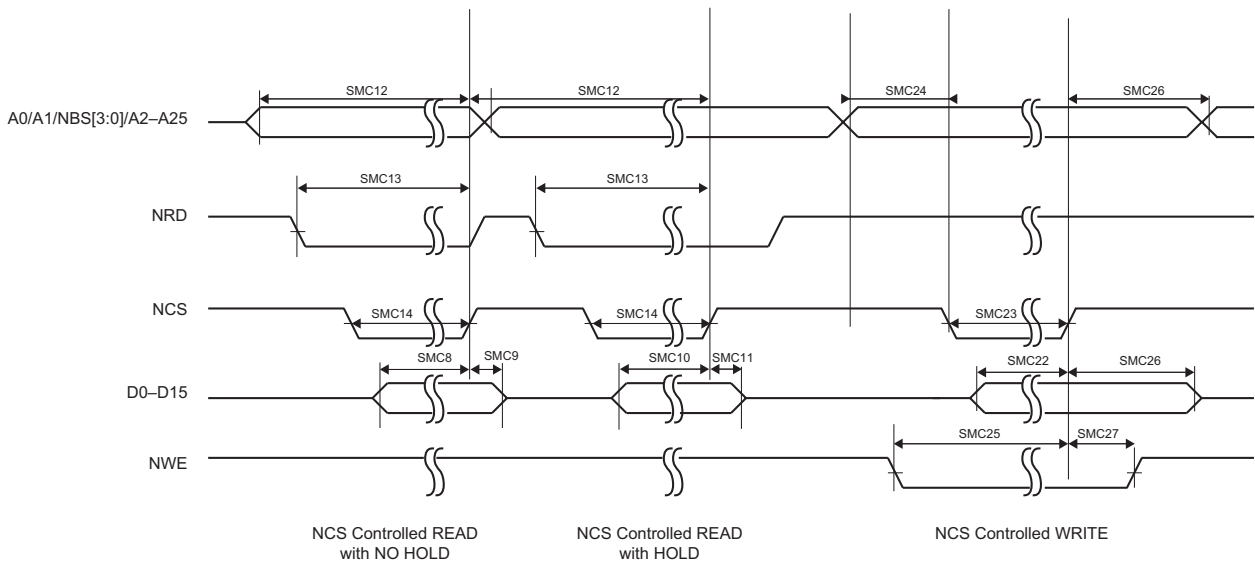 SMC12
SMC12
SMC24
SMC26
A0/A1/NBS[3:0]/A2–A25
SMC13
SMC13
NRD
NCS
SMC14
SMC14
SMC23
SMC8
SMC9
SMC10
SMC11
SMC22
SMC26
D0–D15
SMC25
SMC27
NWE
NCS Controlled READ
with NO HOLD
NCS Controlled READ
with HOLD
NCS Controlled WRITE